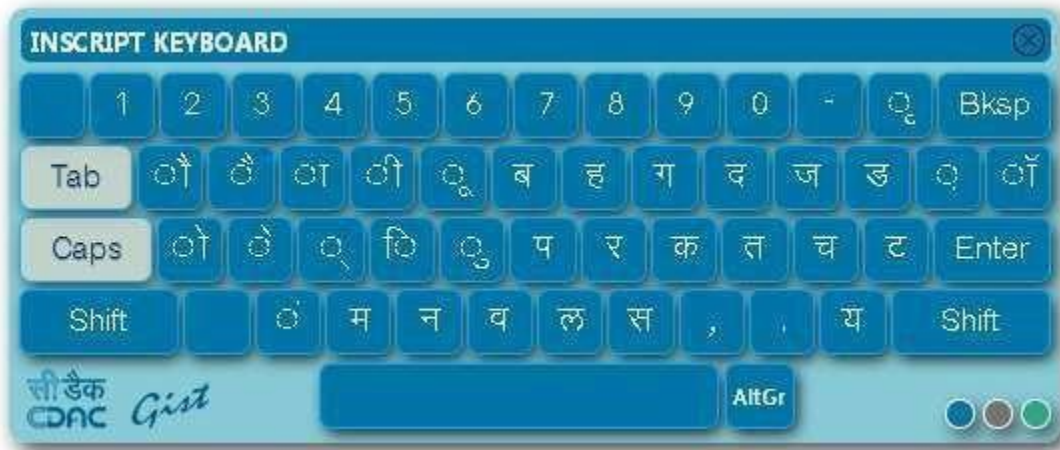 INSCRIPT KEYBOARD
1 2 3 4 5 6 7 8 9 0 - ृ Bksp
Tab ौ ै ा ी ू ब ह ग द ज ड ़ ॉ
Caps ो े ् ि ु प र क त च ट Enter
Shift ं म न व ल स , . य Shift
सी डैक
CDAC Gist AltGr